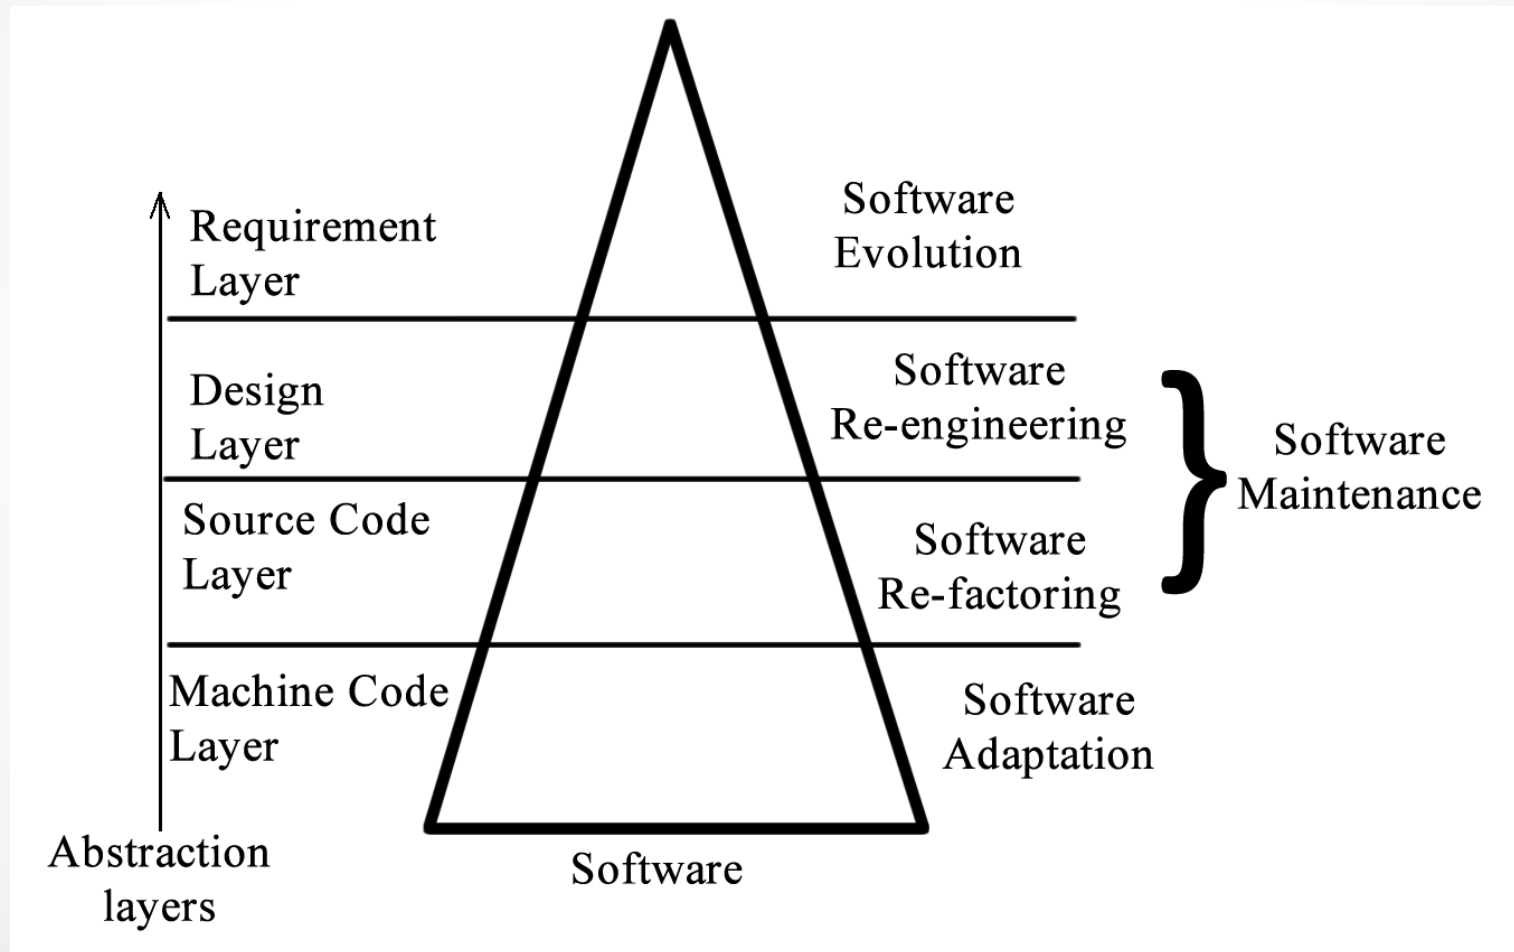 Requirement
Layer
Software
Evolution
Design
Layer
Software
Re-engineering
Software
Maintenance
Source Code
Layer
Software
Re-factoring
Machine Code
Layer
Software
Adaptation
Abstraction
layers
Software